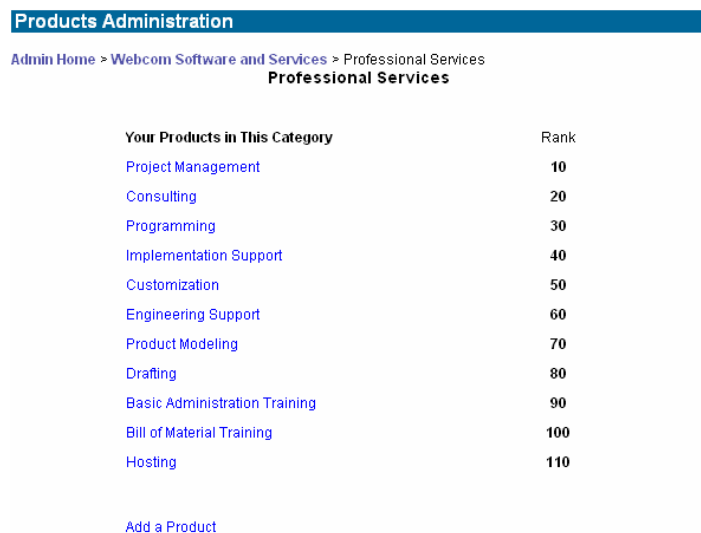 Products Administration
Admin Home > Webcom Software and Services > Professional Services
Professional Services
Your Products in This Category Rank
Project Management 10
Consulting 20
Programming 30
Implementation Support 40
Customization 50
Engineering Support 60
Product Modeling 70
Drafting 80
Basic Administration Training 90
Bill of Material Training 100
Hosting 110
Add a Product